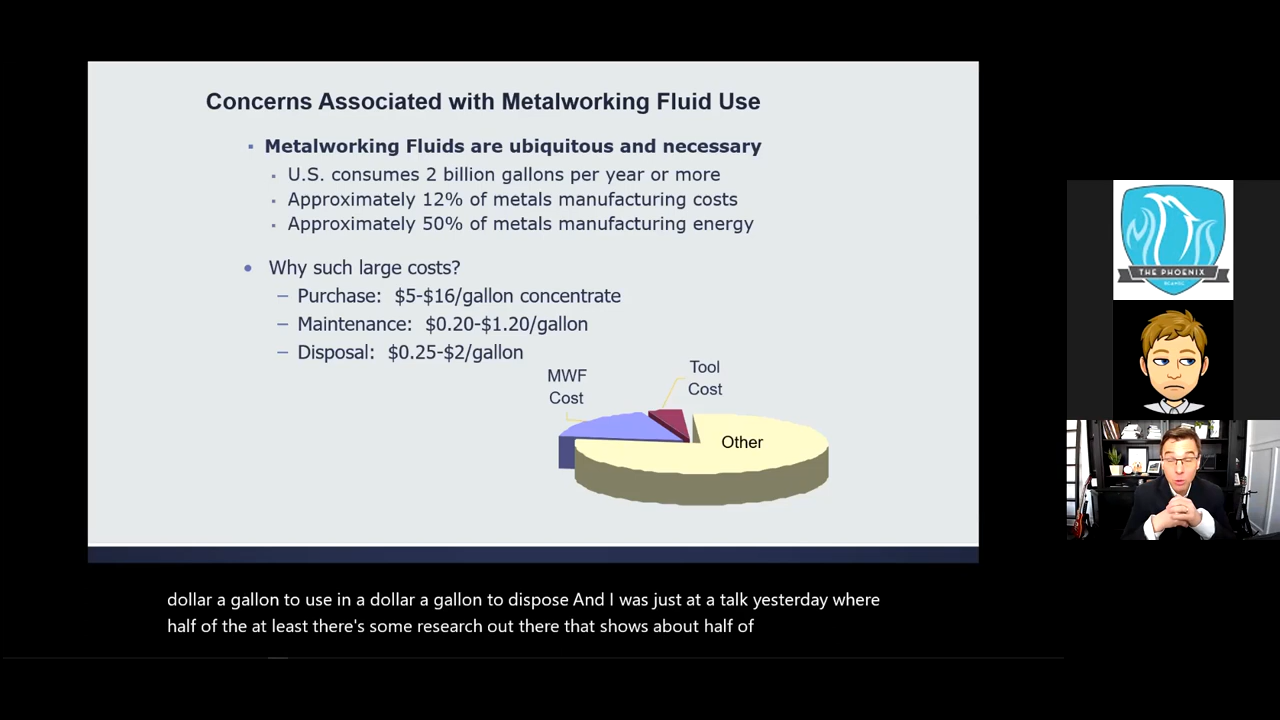 Concerns Associated with Metalworking Fluid Use
▪ Metalworking Fluids are ubiquitous and necessary
▪ U.S. consumes 2 billion gallons per year or more
▪ Approximately 12% of metals manufacturing costs
▪ Approximately 50% of metals manufacturing energy
• Why such large costs?
– Purchase: $5-$16/gallon concentrate
– Maintenance: $0.20-$1.20/gallon
– Disposal: $0.25-$2/gallon
MWF
Cost
Tool
Cost
Other
THE PHOENIX
dollar a gallon to use in a dollar a gallon to dispose And I was just at a talk yesterday where
half of the at least there's some research out there that shows about half of